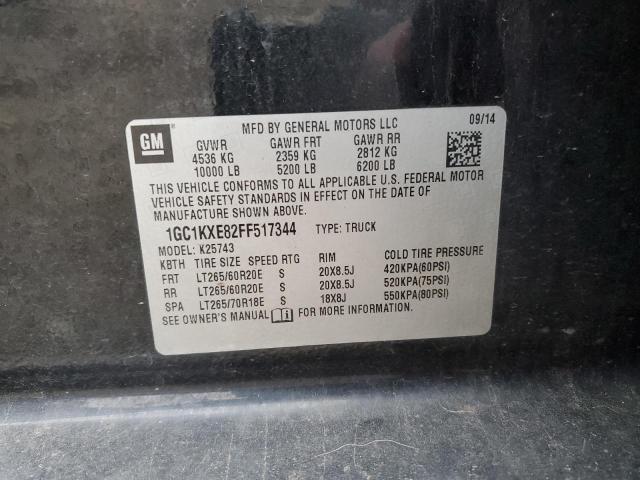 GM
MFD BY GENERAL MOTORS LLC 09/14
GVWR GAWR FRT GAWR RR
4536 KG 2359 KG 2812 KG
10000 LB 5200 LB 6200 LB
THIS VEHICLE CONFORMS TO ALL APPLICABLE U.S. FEDERAL MOTOR
VEHICLE SAFETY STANDARDS IN EFFECT ON THE DATE OF
MANUFACTURE SHOWN ABOVE.
1GC1KXE82FF517344 TYPE: TRUCK
MODEL: K25743
KBTH TIRE SIZE SPEED RTG RIM COLD TIRE PRESSURE
FRT LT265/60R20E S 20X8.5J 420KPA(60PSI)
RR LT265/60R20E S 20X8.5J 520KPA(75PSI)
SPA LT265/70R18E S 18X8J 550KPA(80PSI)
SEE OWNER'S MANUAL FOR MORE INFORMATION.